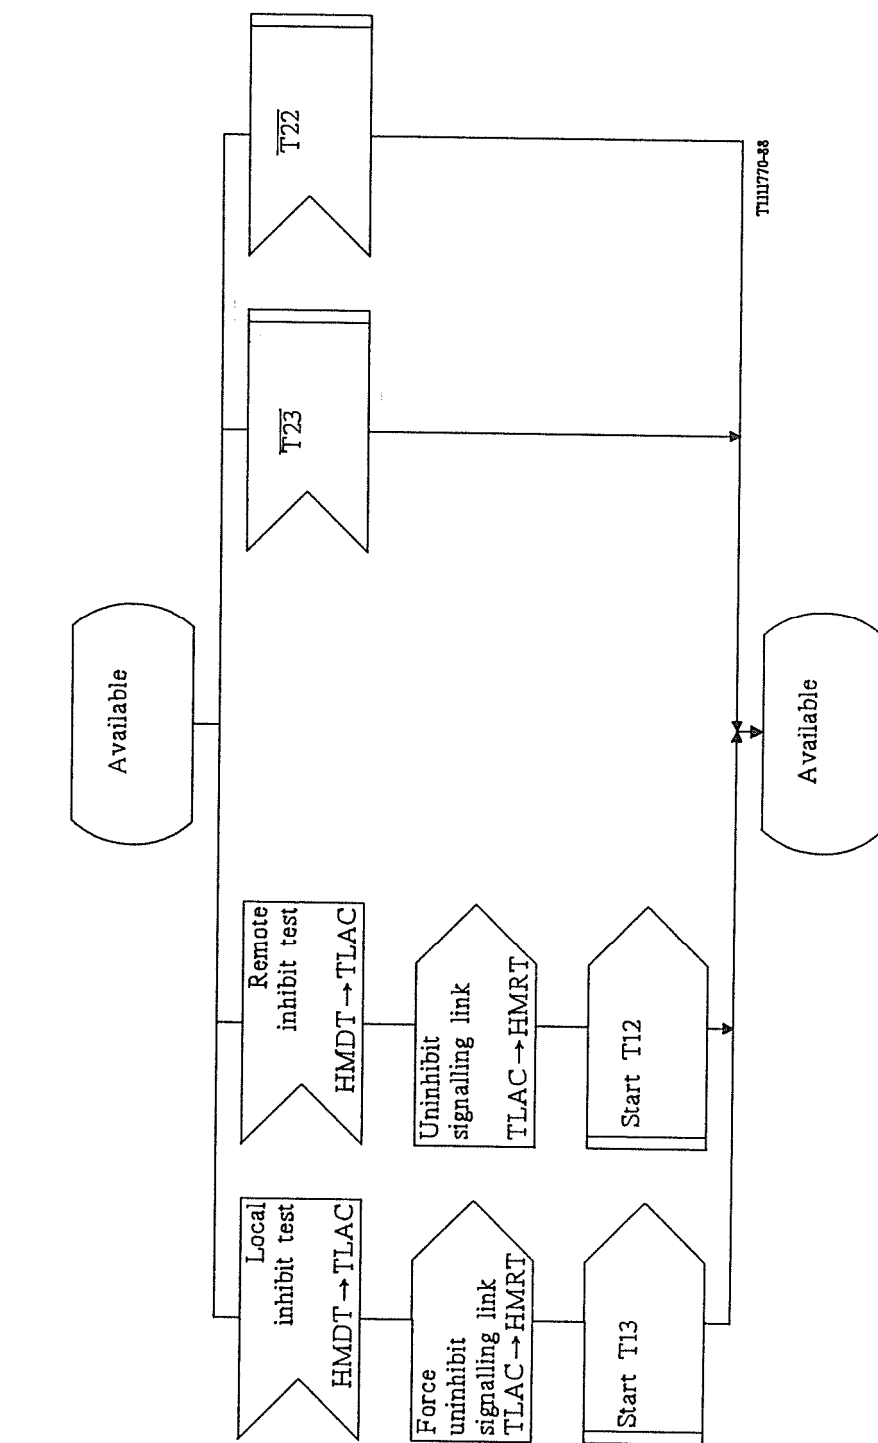 Available
Local
inhibit test
HMDT→TLAC
Remote
inhibit test
HMDT→TLAC
T23
T22
Force
uninhibit
signalling link
TLAC→HMRT
Uninhibit
signalling link
TLAC→HMRT
Start T13
Start T12
Available
T1111770-88